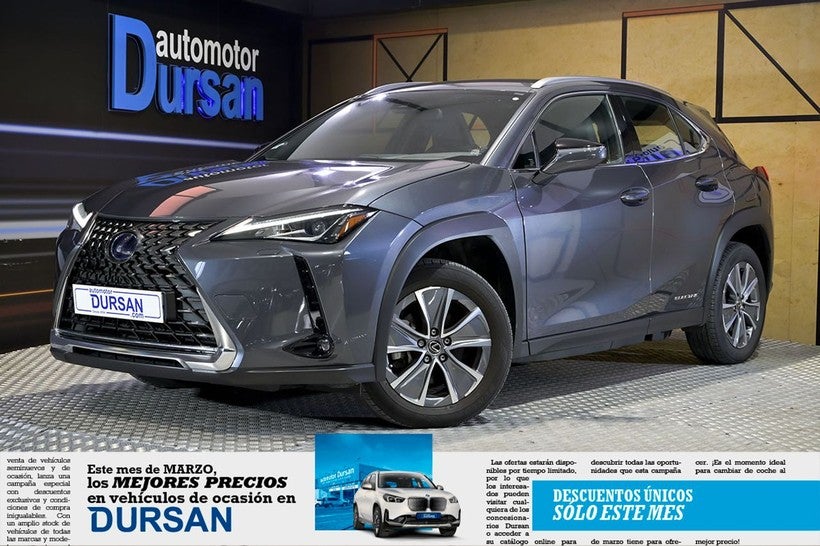 automotor
Dursan
automotor
DURSAN
.com
venta de vehículos
seminuevos y de
ocasión, lanza una
campaña especial
con descuentos
exclusivos y condi-
ciones de compra
inigualables. Con
un amplio stock de
vehículos de todas
las marcas y mode-
Este mes de MARZO,
los MEJORES PRECIOS
en vehículos de ocasión en
DURSAN
automotor Dursan
Las ofertas estarán dispo-
nibles por tiempo limitado,
por lo que
los interesa-
dos pueden
visitar cual-
quiera de los
concesiona-
rios Dursan
o acceder a
su catálogo
online para
descubrir todas las oportu-
nidades que esta campaña
de marzo tiene para ofre-
cer. ¡Es el momento ideal
para cambiar de coche al
mejor precio!
DESCUENTOS ÚNICOS
SÓLO ESTE MES